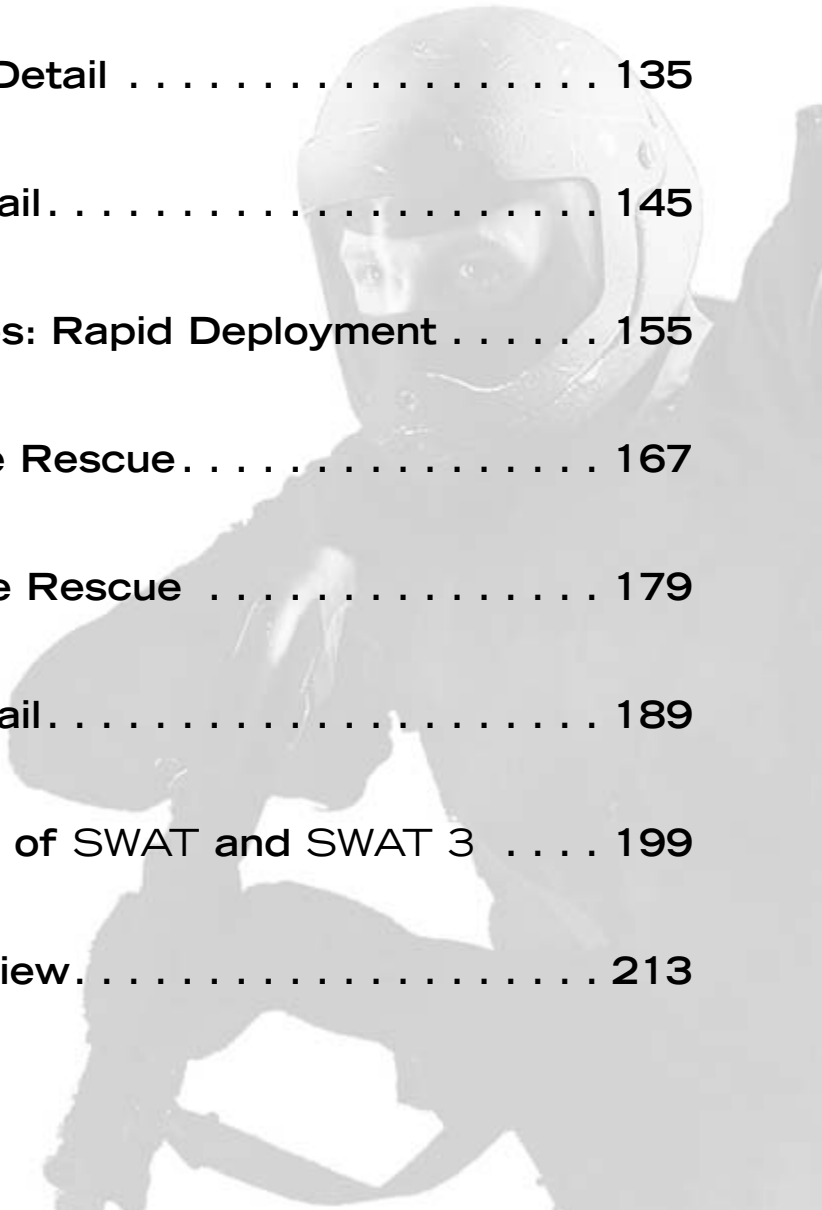 Detail . . . . . . . . . . . . . . . . . . 135
ail. . . . . . . . . . . . . . . . . . . . . 145
s: Rapid Deployment . . . . . . 155
e Rescue. . . . . . . . . . . . . . . . 167
e Rescue . . . . . . . . . . . . . . . 179
ail. . . . . . . . . . . . . . . . . . . . . 189
of SWAT and SWAT 3 . . . . 199
iew. . . . . . . . . . . . . . . . . . . . 213